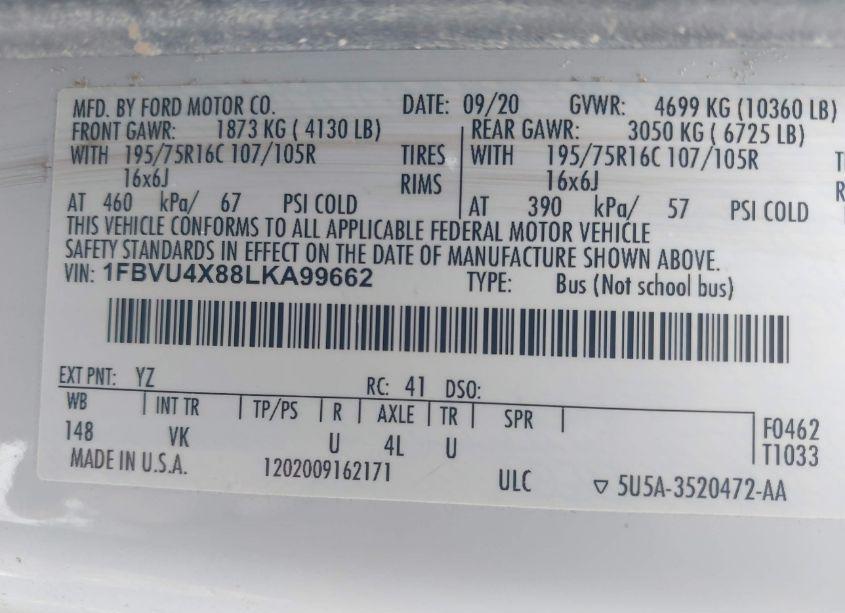 MFD. BY FORD MOTOR CO. DATE: 09/20 GVWR: 4699 KG (10360 LB)
FRONT GAWR: 1873 KG ( 4130 LB) REAR GAWR: 3050 KG ( 6725 LB)
WITH 195/75R16C 107/105R TIRES WITH 195/75R16C 107/105R
16x6J RIMS 16x6J
AT 460 kPa/ 67 PSI COLD AT 390 kPa/ 57 PSI COLD
THIS VEHICLE CONFORMS TO ALL APPLICABLE FEDERAL MOTOR VEHICLE
SAFETY STANDARDS IN EFFECT ON THE DATE OF MANUFACTURE SHOWN ABOVE.
VIN: 1FBVU4X88LKA99662 TYPE: Bus (Not school bus)
EXT PNT: YZ RC: 41 DSO:
WB INT TR TP/PS R AXLE TR SPR
148 VK U 4L U
F0462
T1033
MADE IN U.S.A. 1202009162171 ULC ▽ 5U5A-3520472-AA